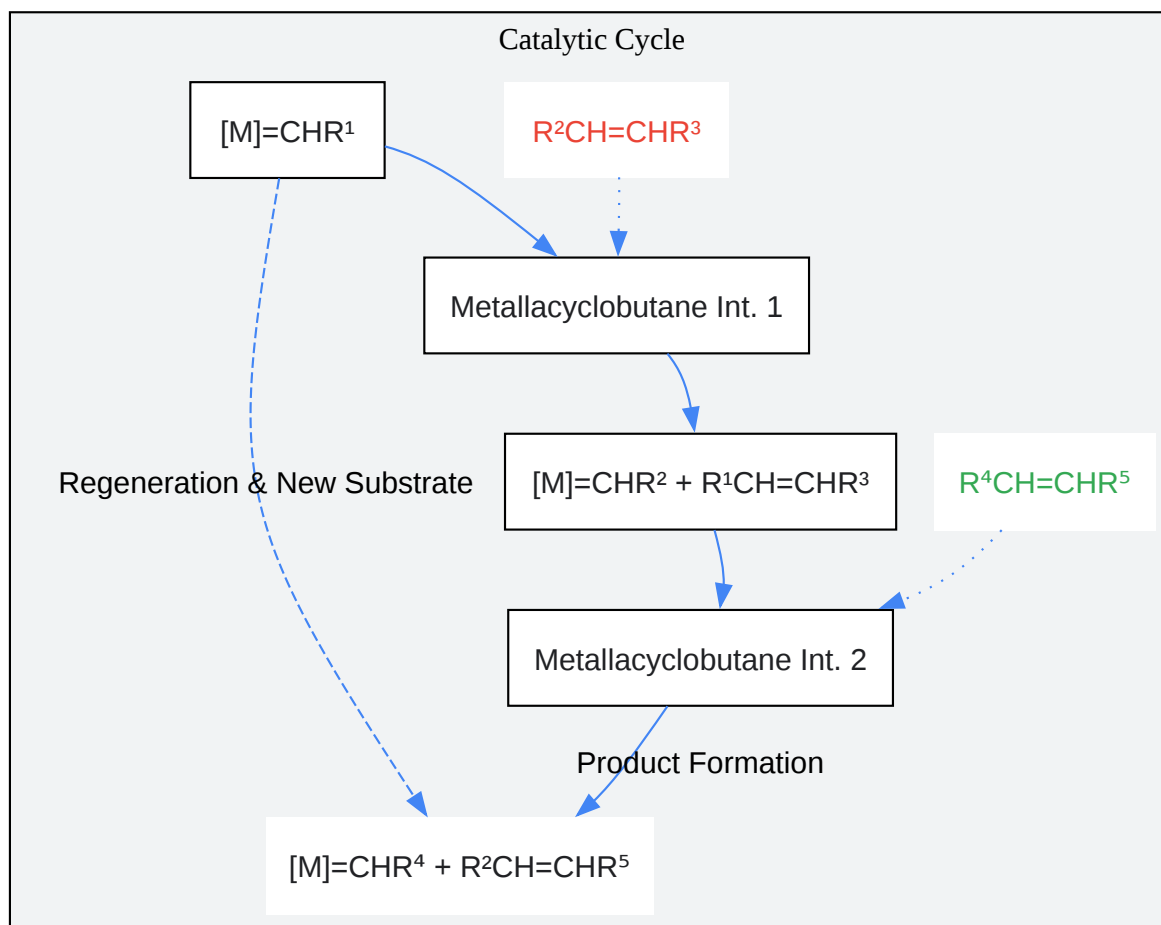 Catalytic Cycle
[M]=CHR¹
R²CH=CHR³
Metallacyclobutane Int. 1
Regeneration & New Substrate
[M]=CHR² + R¹CH=CHR³
R⁴CH=CHR⁵
Metallacyclobutane Int. 2
Product Formation
[M]=CHR⁴ + R²CH=CHR⁵